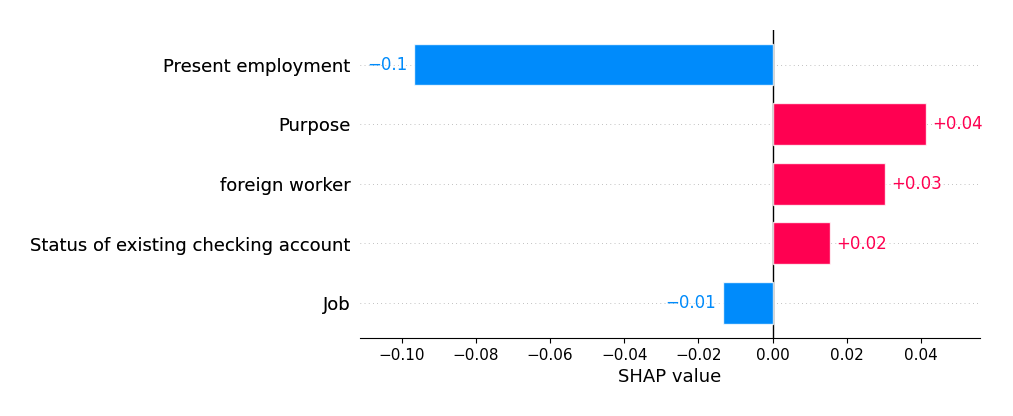 Present employment
−0.1
Purpose
+0.04
foreign worker
+0.03
Status of existing checking account
+0.02
Job
−0.01
−0.10 −0.08 −0.06 −0.04 −0.02 0.00 0.02 0.04
SHAP value